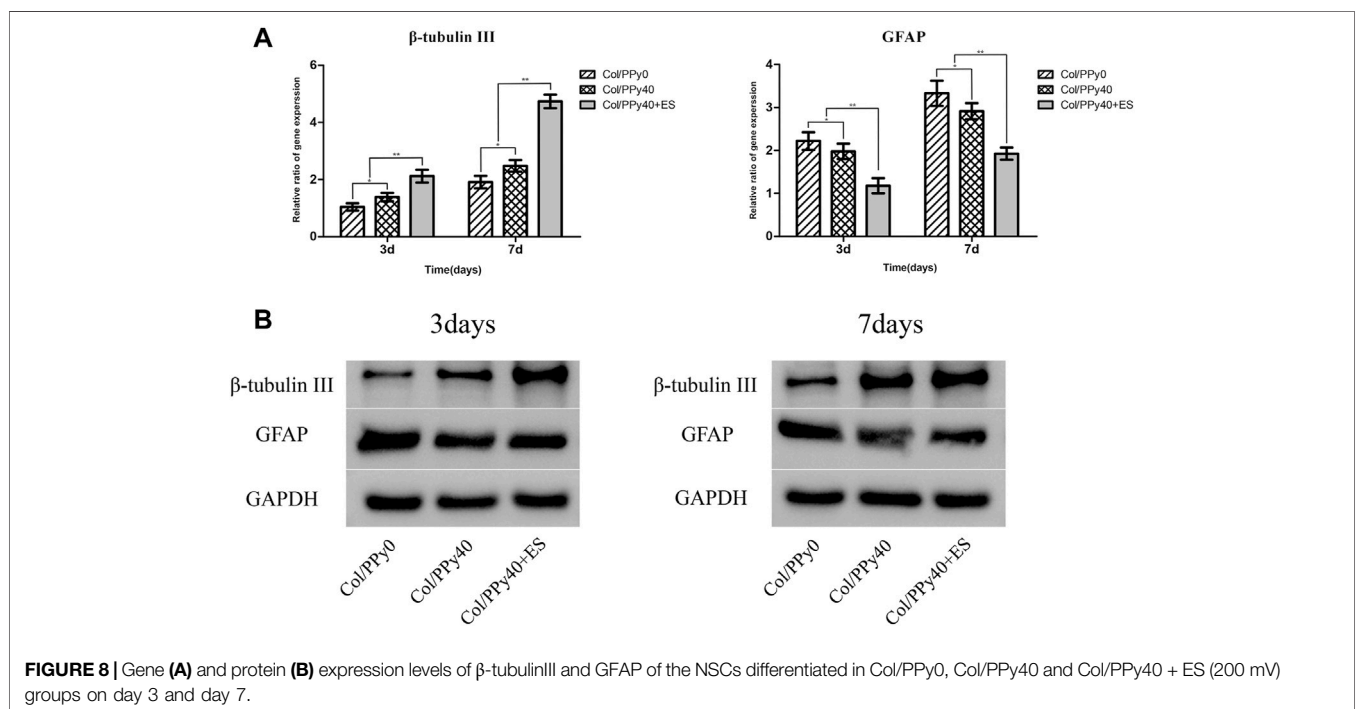 A
β-tubulin III
Relative ratio of gene experssion
6
4
2
0
*
**
*
**
3d
7d
Time(days)
Col/PPy0
Col/PPy40
Col/PPy40+ES
GFAP
Relative ratio of gene experssion
4
3
2
1
0
*
**
*
**
3d
7d
Time(days)
Col/PPy0
Col/PPy40
Col/PPy40+ES
B
3days
β-tubulin III
GFAP
GAPDH
Col/PPy0
Col/PPy40
Col/PPy40+ES
7days
β-tubulin III
GFAP
GAPDH
Col/PPy0
Col/PPy40
Col/PPy40+ES
FIGURE 8 | Gene (A) and protein (B) expression levels of β-tubulinIII and GFAP of the NSCs differentiated in Col/PPy0, Col/PPy40 and Col/PPy40 + ES (200 mV)
groups on day 3 and day 7.